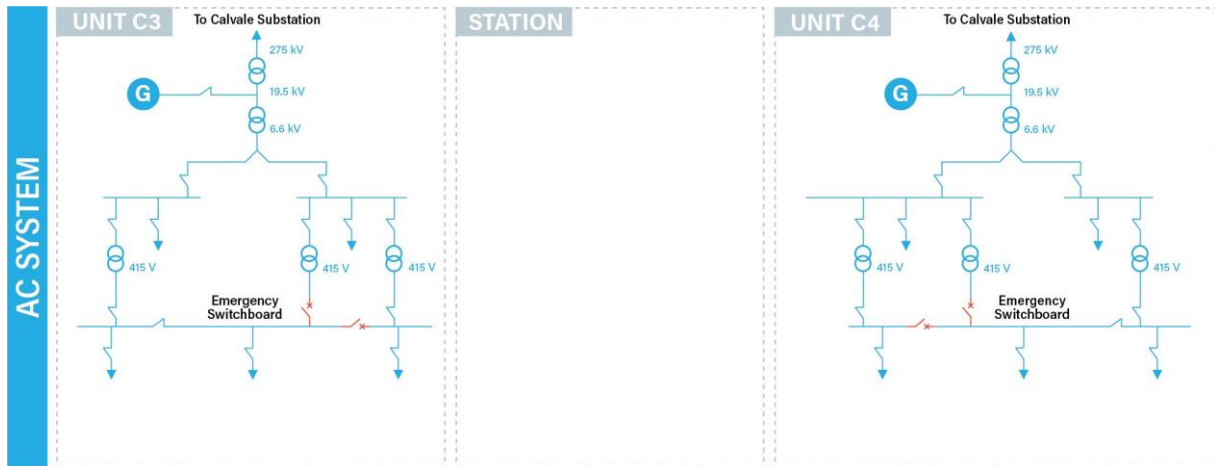 AC SYSTEM
UNIT C3
To Calvale Substation
275 kV
G
19.5 kV
6.6 kV
415 V
415 V
415 V
Emergency
Switchboard
STATION
UNIT C4
To Calvale Substation
275 kV
G
19.5 kV
6.6 kV
415 V
415 V
415 V
Emergency
Switchboard